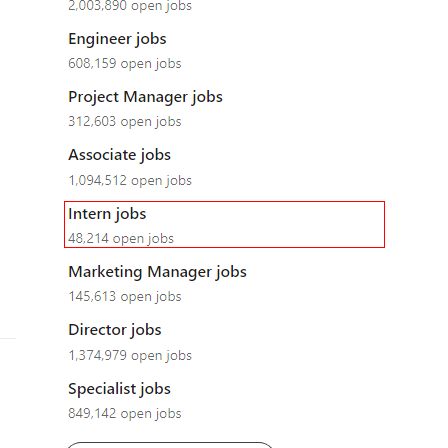 2,003,890 open jobs
Engineer jobs
608,159 open jobs
Project Manager jobs
312,603 open jobs
Associate jobs
1,094,512 open jobs
Intern jobs
48,214 open jobs
Marketing Manager jobs
145,613 open jobs
Director jobs
1,374,979 open jobs
Specialist jobs
849,142 open jobs